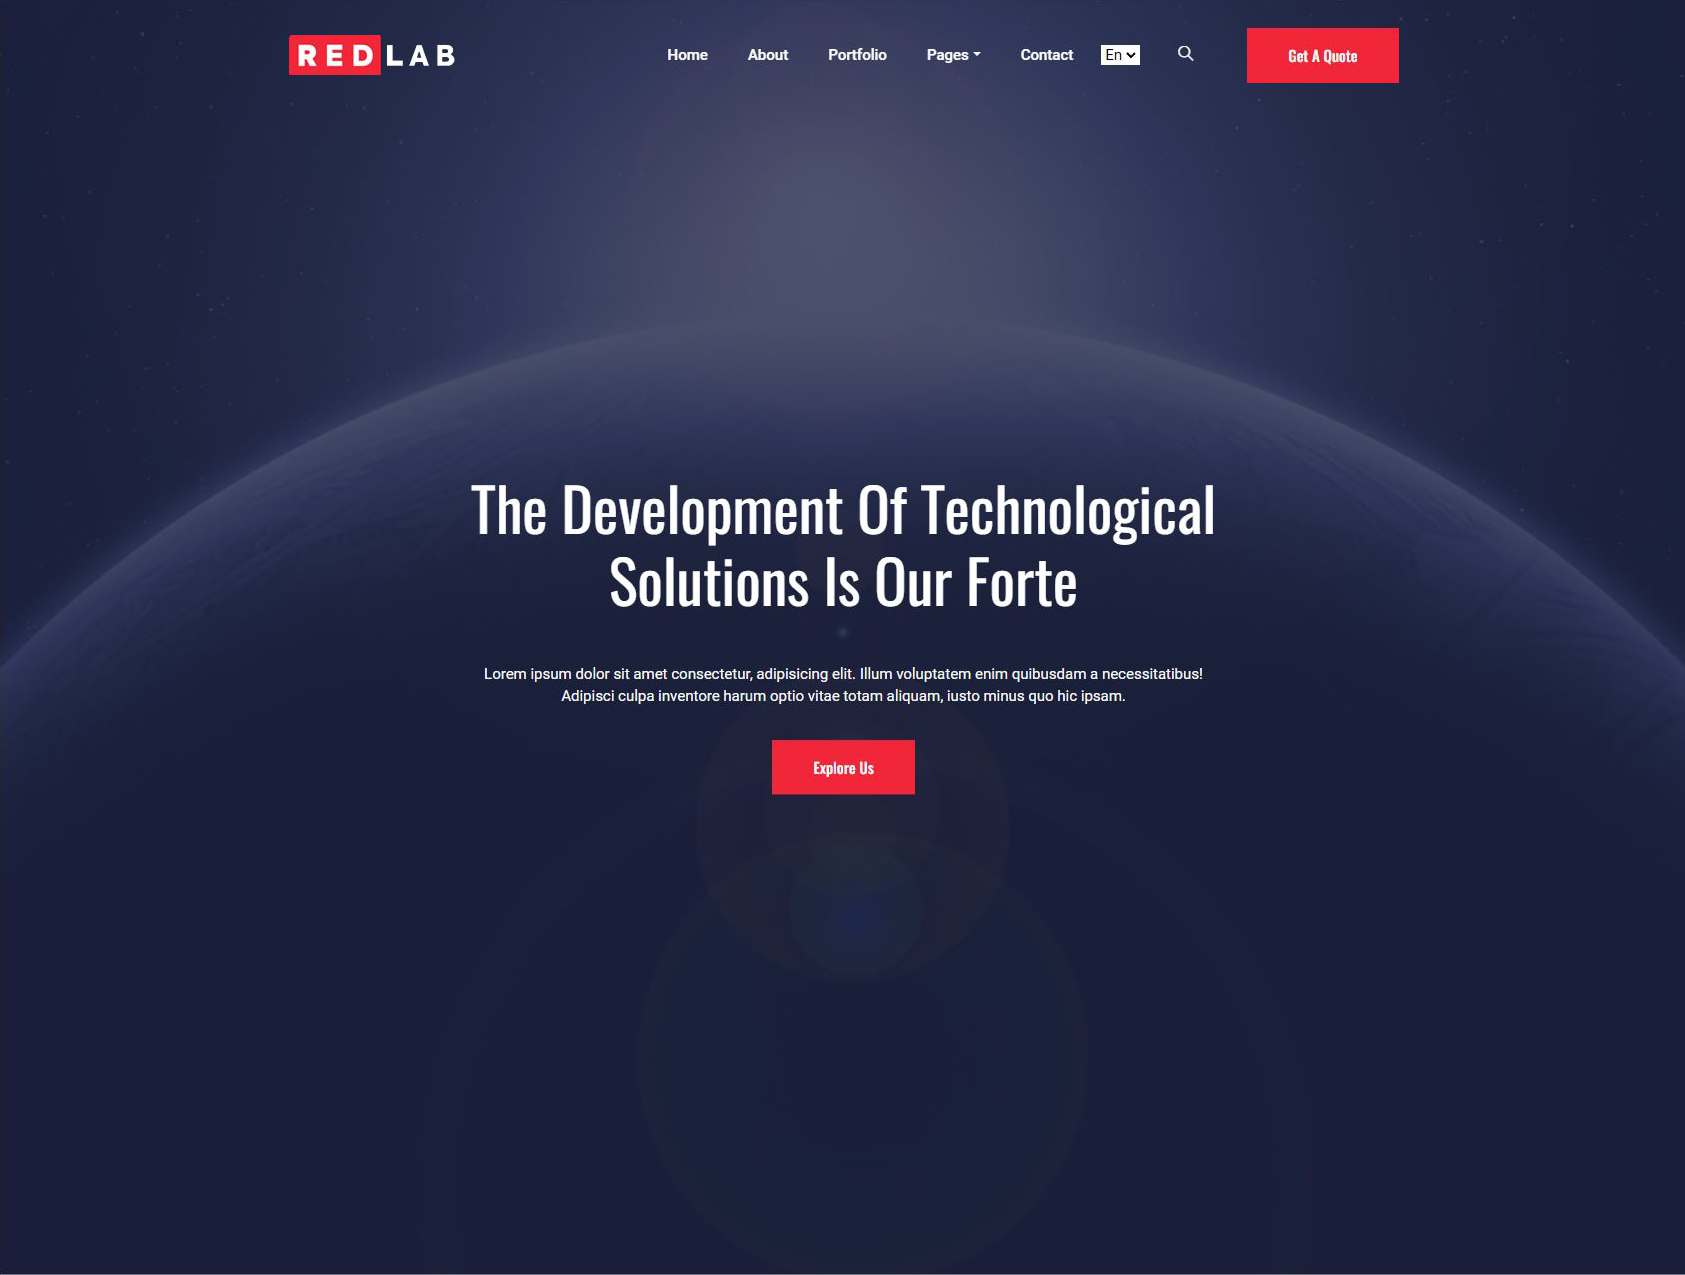 REDLAB
Home About Portfolio Pages Contact En Get A Quote
The Development Of Technological
Solutions Is Our Forte
Lorem ipsum dolor sit amet consectetur, adipisicing elit. Illum voluptatem enim quibusdam a necessitatibus!
Adipisci culpa inventore harum optio vitae totam aliquam, iusto minus quo hic ipsam.
Explore Us